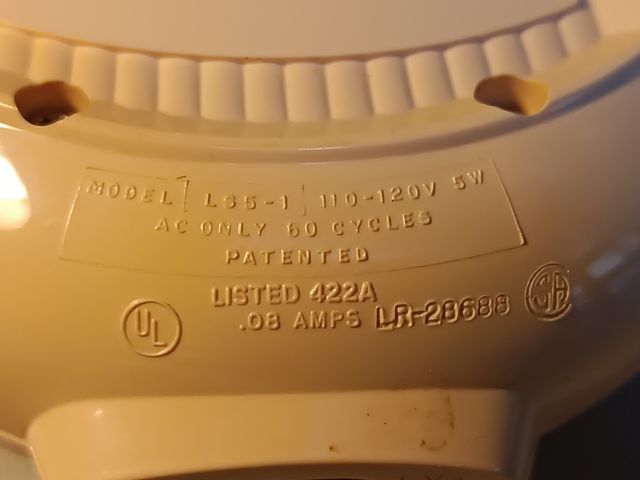 MODEL LS5-1 110-120V 5W
AC ONLY 60 CYCLES
PATENTED
LISTED 422A
UL .08 AMPS LR-28688 SA